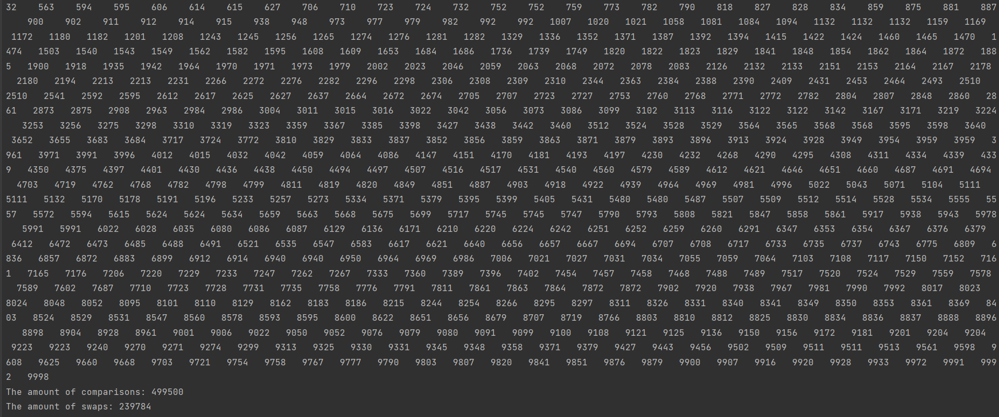 32 563 594 595 606 614 615 627 706 710 723 724 732 752 752 759 773 782 790 818 827 828 834 859 875 881 887
900 902 911 912 914 915 938 948 973 977 979 982 992 992 1007 1020 1021 1058 1081 1084 1094 1132 1132 1132 1159 1169
1172 1180 1182 1201 1208 1243 1245 1256 1265 1274 1276 1281 1282 1329 1336 1352 1371 1387 1392 1394 1415 1422 1424 1460 1465 1470 1
474 1503 1540 1543 1549 1562 1582 1595 1608 1609 1653 1684 1686 1736 1739 1749 1820 1822 1823 1829 1841 1848 1854 1862 1864 1872 188
5 1900 1918 1935 1942 1964 1970 1971 1973 1979 2002 2023 2046 2059 2063 2068 2072 2078 2083 2126 2132 2133 2151 2153 2164 2167 2178
2180 2194 2213 2213 2231 2266 2272 2276 2282 2296 2298 2306 2308 2309 2310 2344 2363 2384 2388 2390 2409 2431 2453 2464 2493 2510
2510 2541 2592 2595 2612 2617 2625 2627 2637 2664 2672 2674 2705 2707 2723 2727 2753 2760 2768 2771 2772 2782 2804 2807 2848 2860 28
61 2873 2875 2908 2963 2984 2986 3004 3011 3015 3016 3022 3042 3056 3073 3086 3099 3102 3113 3116 3122 3122 3142 3167 3171 3219 3224
3253 3256 3275 3298 3310 3319 3323 3359 3367 3385 3398 3427 3438 3442 3460 3512 3524 3528 3529 3564 3565 3568 3568 3595 3598 3640
3652 3655 3683 3684 3717 3724 3772 3810 3829 3833 3837 3852 3856 3859 3863 3871 3879 3893 3896 3913 3924 3928 3949 3954 3959 3959 3
961 3971 3991 3996 4012 4015 4032 4042 4059 4064 4086 4147 4151 4170 4181 4193 4197 4230 4232 4268 4290 4295 4308 4311 4334 4339 433
9 4350 4375 4397 4401 4430 4436 4438 4450 4494 4497 4507 4516 4517 4531 4540 4560 4579 4589 4612 4621 4646 4651 4660 4687 4691 4694
4703 4719 4762 4768 4782 4798 4799 4811 4819 4820 4849 4851 4887 4903 4918 4922 4939 4964 4969 4981 4996 5022 5043 5071 5104 5111
5111 5132 5170 5178 5191 5196 5233 5257 5273 5334 5371 5379 5395 5399 5405 5431 5480 5480 5487 5507 5509 5512 5514 5528 5534 5555 55
57 5572 5594 5615 5624 5624 5634 5659 5663 5668 5675 5699 5717 5745 5745 5747 5790 5793 5808 5821 5847 5858 5861 5917 5938 5943 5978
5991 5991 6022 6028 6035 6080 6086 6087 6129 6136 6171 6210 6220 6224 6242 6251 6252 6259 6260 6291 6347 6353 6354 6367 6376 6379
6412 6472 6473 6485 6488 6491 6521 6535 6547 6583 6617 6621 6640 6656 6657 6667 6694 6707 6708 6717 6733 6735 6737 6743 6775 6809 6
836 6857 6872 6883 6899 6912 6914 6940 6940 6950 6964 6969 6986 7006 7021 7027 7031 7034 7055 7059 7064 7103 7108 7117 7150 7152 716
1 7165 7176 7206 7220 7229 7233 7247 7262 7267 7333 7360 7389 7396 7402 7454 7457 7458 7468 7488 7489 7517 7520 7524 7529 7559 7578
7589 7602 7687 7710 7723 7728 7731 7735 7758 7776 7791 7811 7861 7863 7864 7872 7872 7902 7920 7938 7967 7981 7990 7992 8017 8023
8024 8048 8052 8095 8101 8110 8129 8162 8183 8186 8215 8244 8254 8266 8295 8297 8311 8326 8331 8340 8341 8349 8350 8353 8361 8369 84
03 8524 8529 8531 8547 8560 8578 8593 8595 8600 8622 8651 8656 8679 8707 8719 8766 8803 8810 8812 8825 8830 8834 8836 8837 8888 8896
8898 8904 8928 8961 9001 9006 9022 9050 9052 9076 9079 9080 9091 9099 9100 9108 9121 9125 9136 9150 9156 9172 9181 9201 9204 9204
9223 9223 9240 9270 9271 9274 9299 9313 9325 9330 9331 9345 9348 9358 9371 9379 9427 9443 9456 9502 9509 9511 9511 9513 9561 9598 9
608 9625 9660 9668 9703 9721 9754 9758 9767 9777 9790 9803 9807 9820 9841 9851 9876 9879 9900 9907 9916 9920 9928 9933 9972 9991 999
2 9998
The amount of comparisons: 499500
The amount of swaps: 239784